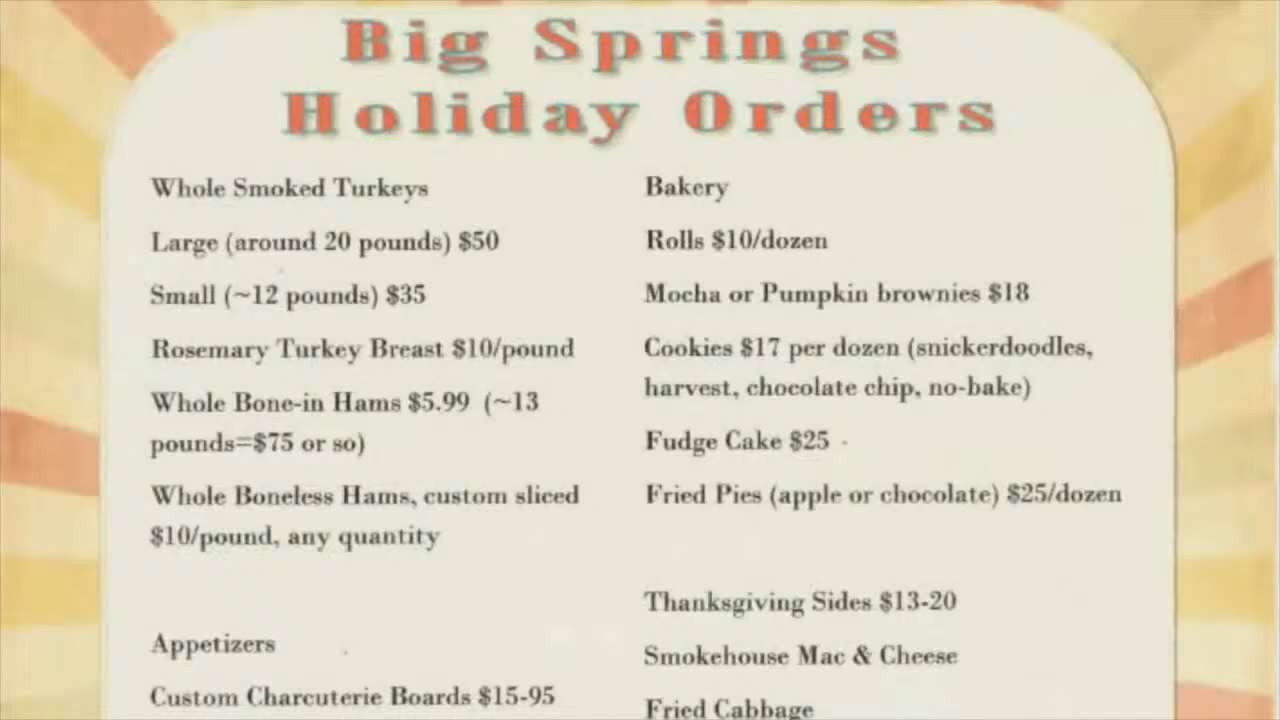 Big Springs
Holiday Orders
Whole Smoked Turkeys
Large (around 20 pounds) $50
Small (~12 pounds) $35
Rosemary Turkey Breast $10/pound
Whole Bone-in Hams $5.99 (~13
pounds=$75 or so)
Whole Boneless Hams, custom sliced
$10/pound, any quantity
Appetizers
Custom Charcuterie Boards $15-95
Bakery
Rolls $10/dozen
Mocha or Pumpkin brownies $18
Cookies $17 per dozen (snickerdoodles,
harvest, chocolate chip, no-bake)
Fudge Cake $25
Fried Pies (apple or chocolate) $25/dozen
Thanksgiving Sides $13-20
Smokehouse Mac & Cheese
Fried Cabbage